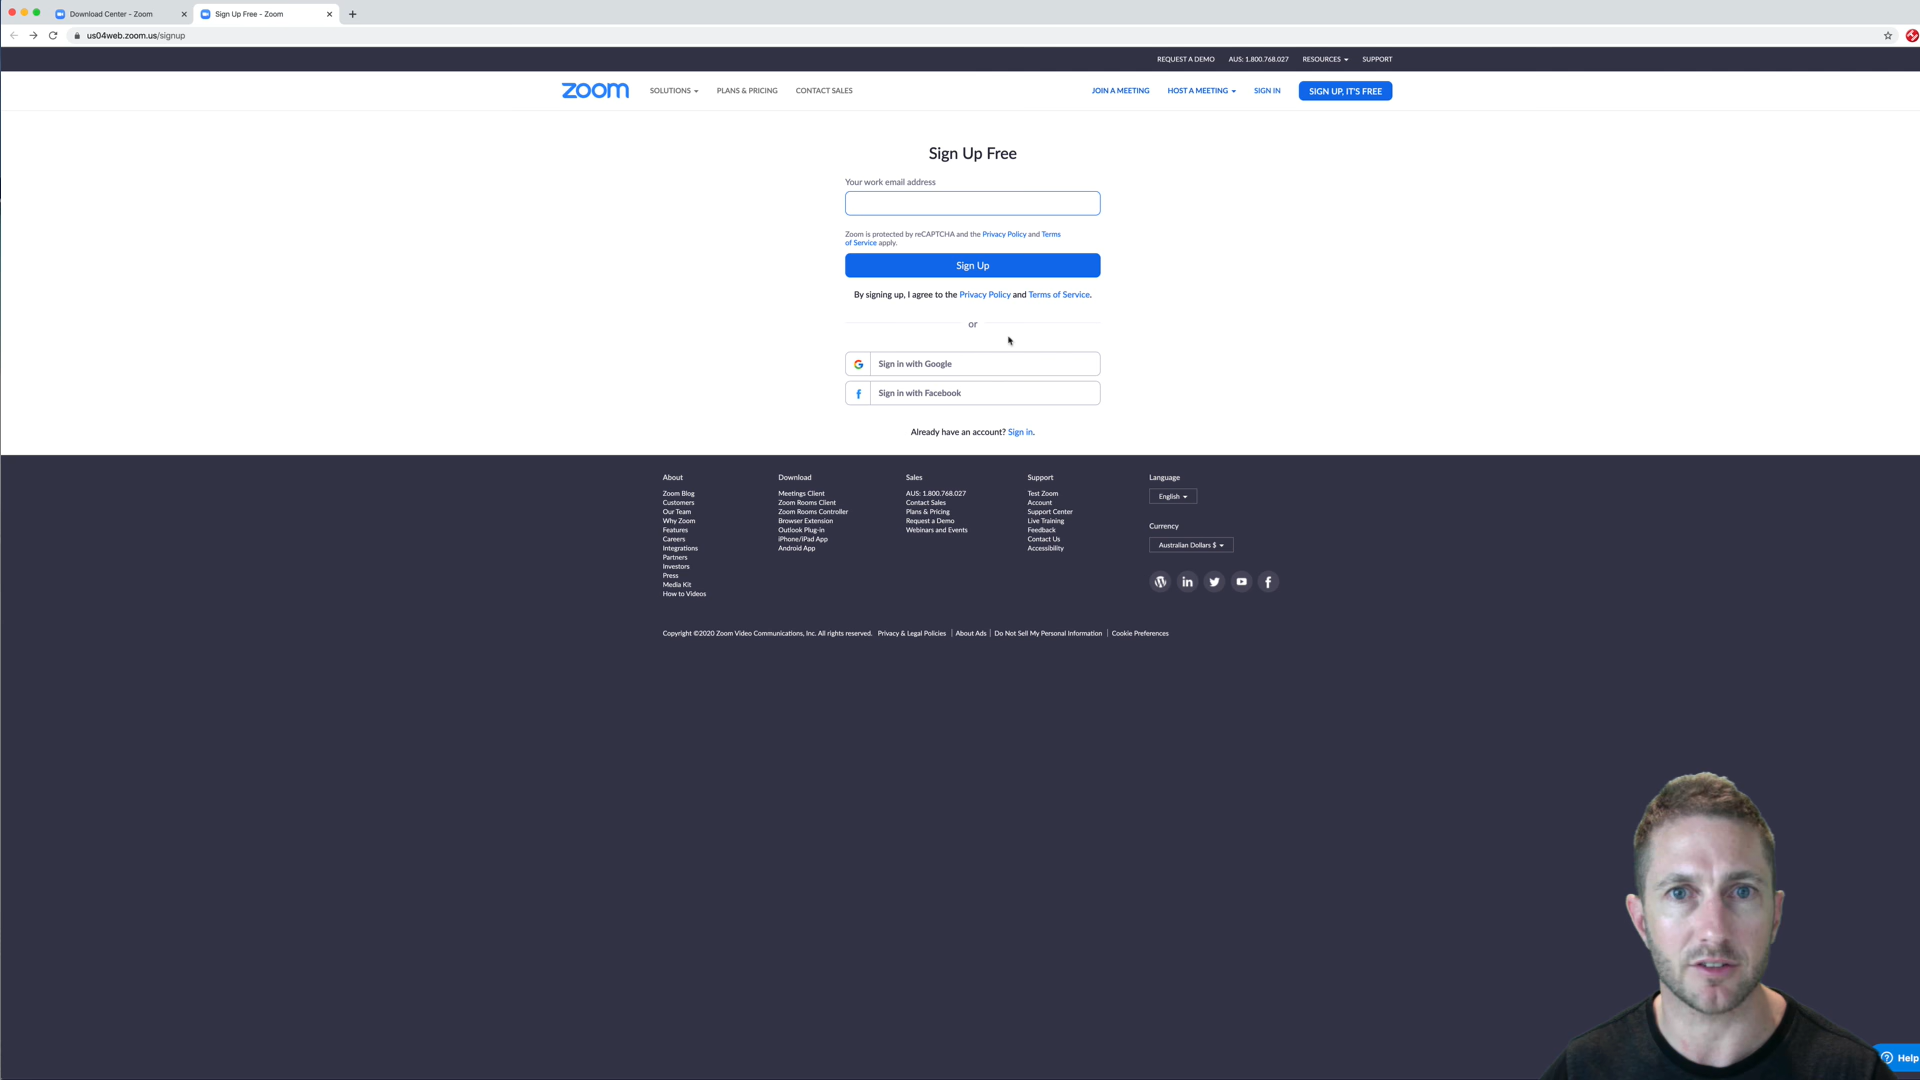 Download Center - Zoom
Sign Up Free - Zoom
us04web.zoom.us/signup
REQUEST A DEMO
AUS: 1.800.768.027
RESOURCES
SUPPORT
zoom
SOLUTIONS
PLANS & PRICING
CONTACT SALES
JOIN A MEETING
HOST A MEETING
SIGN IN
SIGN UP, IT'S FREE
Sign Up Free
Your work email address
Zoom is protected by reCAPTCHA and the Privacy Policy and Terms
of Service apply.
Sign Up
By signing up, I agree to the Privacy Policy and Terms of Service.
or
Sign in with Google
Sign in with Facebook
Already have an account? Sign in.
About
Zoom Blog
Customers
Our Team
Why Zoom
Features
Careers
Integrations
Partners
Investors
Press
Media Kit
How to Videos
Download
Meetings Client
Zoom Rooms Client
Zoom Rooms Controller
Browser Extension
Outlook Plug-in
iPhone/iPad App
Android App
Sales
AUS: 1.800.768.027
Contact Sales
Plans & Pricing
Request a Demo
Webinars and Events
Support
Test Zoom
Account
Support Center
Live Training
Feedback
Contact Us
Accessibility
Language
English
Currency
Australian Dollars $
Copyright ©2020 Zoom Video Communications, Inc. All rights reserved. Privacy & Legal Policies | About Ads | Do Not Sell My Personal Information | Cookie Preferences
Help